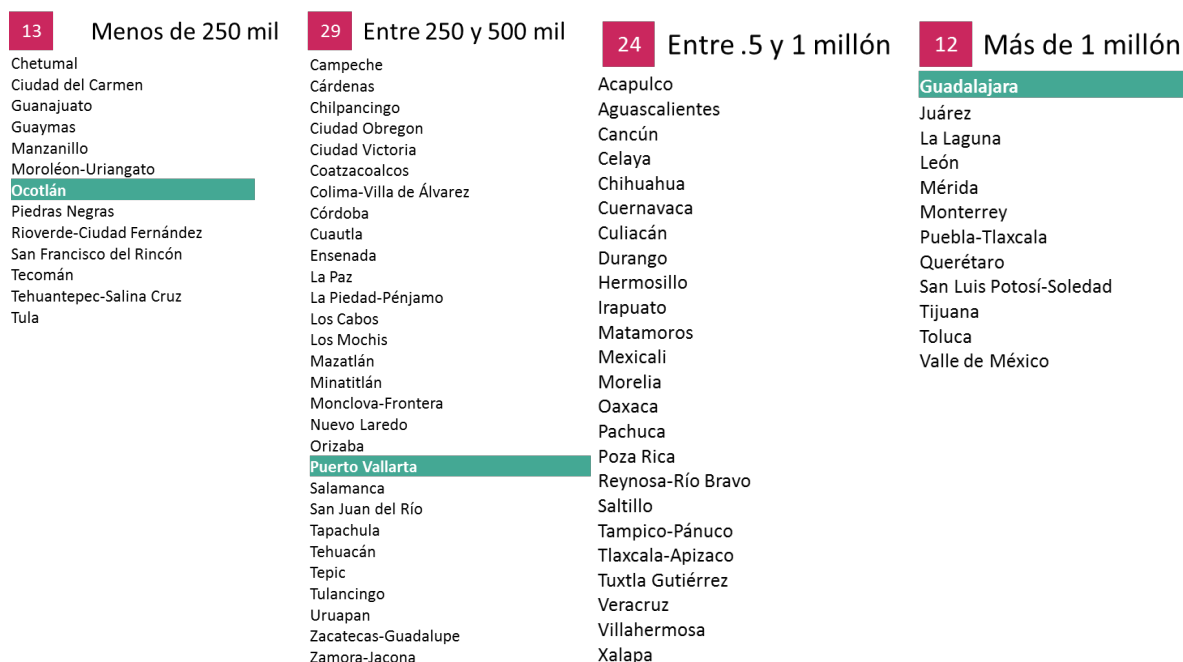 13 Menos de 250 mil
Chetumal
Ciudad del Carmen
Guanajuato
Guaymas
Manzanillo
Moroléon-Uriangato
Ocotlán
Piedras Negras
Rioverde-Ciudad Fernández
San Francisco del Rincón
Tecomán
Tehuantepec-Salina Cruz
Tula
29 Entre 250 y 500 mil
Campeche
Cárdenas
Chilpancingo
Ciudad Obregon
Ciudad Victoria
Coatzacoalcos
Colima-Villa de Álvarez
Córdoba
Cuautla
Ensenada
La Paz
La Piedad-Pénjamo
Los Cabos
Los Mochis
Mazatlán
Minatitlán
Monclova-Frontera
Nuevo Laredo
Orizaba
Puerto Vallarta
Salamanca
San Juan del Río
Tapachula
Tehuacán
Tepic
Tulancingo
Uruapan
Zacatecas-Guadalupe
Zamora-Jacona
24 Entre .5 y 1 millón
Acapulco
Aguascalientes
Cancún
Celaya
Chihuahua
Cuernavaca
Culiacán
Durango
Hermosillo
Irapuato
Matamoros
Mexicali
Morelia
Oaxaca
Pachuca
Poza Rica
Reynosa-Río Bravo
Saltillo
Tampico-Pánuco
Tlaxcala-Apizaco
Tuxtla Gutiérrez
Veracruz
Villahermosa
Xalapa
12 Más de 1 millón
Guadalajara
Juárez
La Laguna
León
Mérida
Monterrey
Puebla-Tlaxcala
Querétaro
San Luis Potosí-Soledad
Tijuana
Toluca
Valle de México